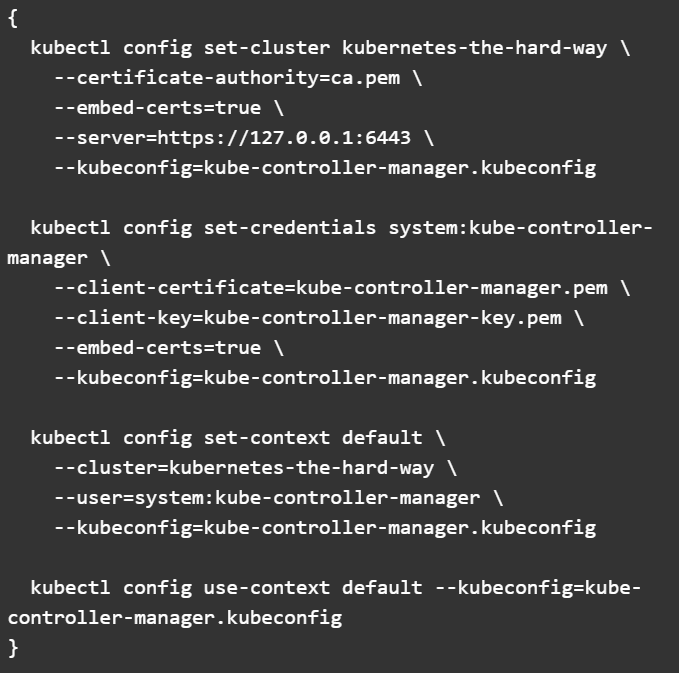 {
  kubectl config set-cluster kubernetes-the-hard-way \
    --certificate-authority=ca.pem \
    --embed-certs=true \
    --server=https://127.0.0.1:6443 \
    --kubeconfig=kube-controller-manager.kubeconfig

  kubectl config set-credentials system:kube-controller-
manager \
    --client-certificate=kube-controller-manager.pem \
    --client-key=kube-controller-manager-key.pem \
    --embed-certs=true \
    --kubeconfig=kube-controller-manager.kubeconfig

  kubectl config set-context default \
    --cluster=kubernetes-the-hard-way \
    --user=system:kube-controller-manager \
    --kubeconfig=kube-controller-manager.kubeconfig

  kubectl config use-context default --kubeconfig=kube-
controller-manager.kubeconfig
}